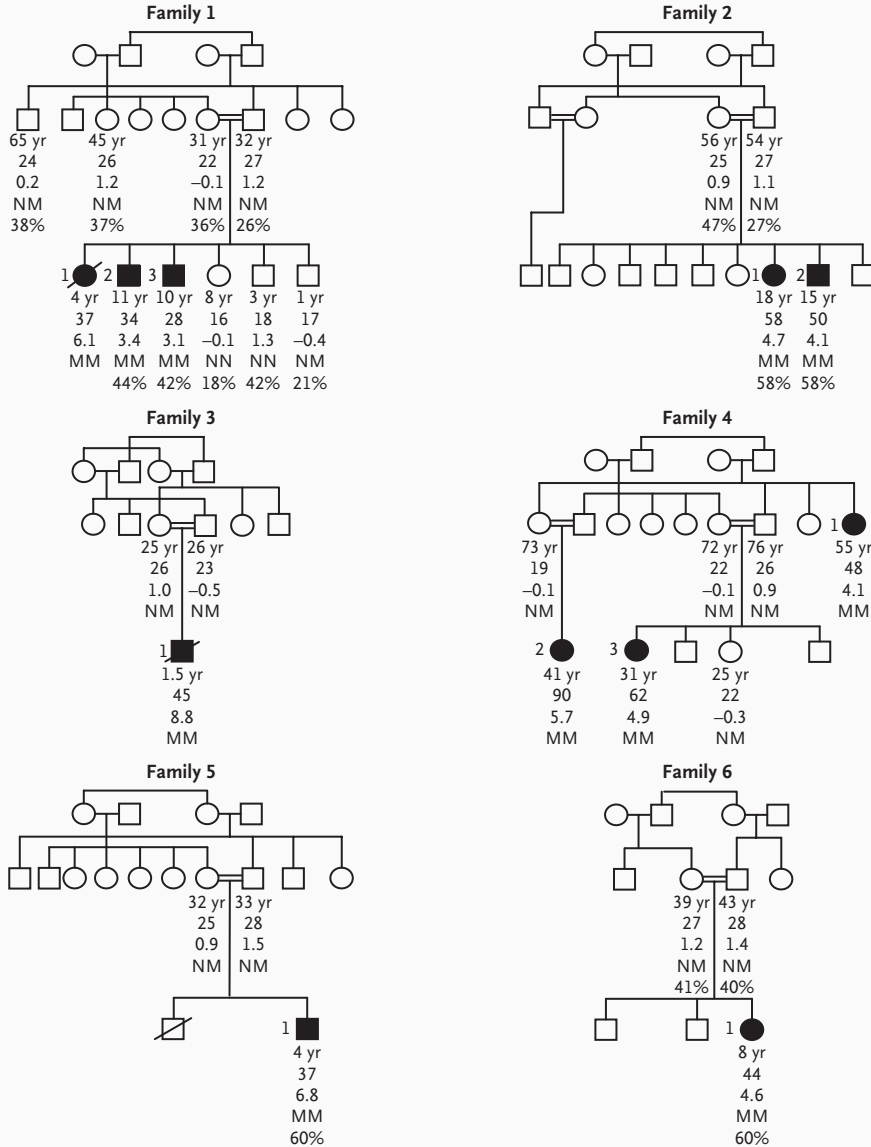 Family 1
65 yr
24
0.2
NM
38%
45 yr
26
1.2
NM
37%
31 yr
22
−0.1
NM
36%
32 yr
27
1.2
NM
26%
1
4 yr
37
6.1
MM
2
11 yr
34
3.4
MM
44%
3
10 yr
28
3.1
MM
42%
8 yr
16
−0.1
NN
18%
3 yr
18
1.3
NN
42%
1 yr
17
−0.4
NM
21%
Family 2
56 yr
25
0.9
NM
47%
54 yr
27
1.1
NM
27%
1
18 yr
58
4.7
MM
58%
2
15 yr
50
4.1
MM
58%
Family 3
25 yr
26
1.0
NM
26 yr
23
−0.5
NM
1
1.5 yr
45
8.8
MM
Family 4
73 yr
19
−0.1
NM
72 yr
22
−0.1
NM
76 yr
26
0.9
NM
1
55 yr
48
4.1
MM
2
41 yr
90
5.7
MM
3
31 yr
62
4.9
MM
25 yr
22
−0.3
NM
Family 5
32 yr
25
0.9
NM
33 yr
28
1.5
NM
1
4 yr
37
6.8
MM
60%
Family 6
39 yr
27
1.2
NM
41%
43 yr
28
1.4
NM
40%
1
8 yr
44
4.6
MM
60%